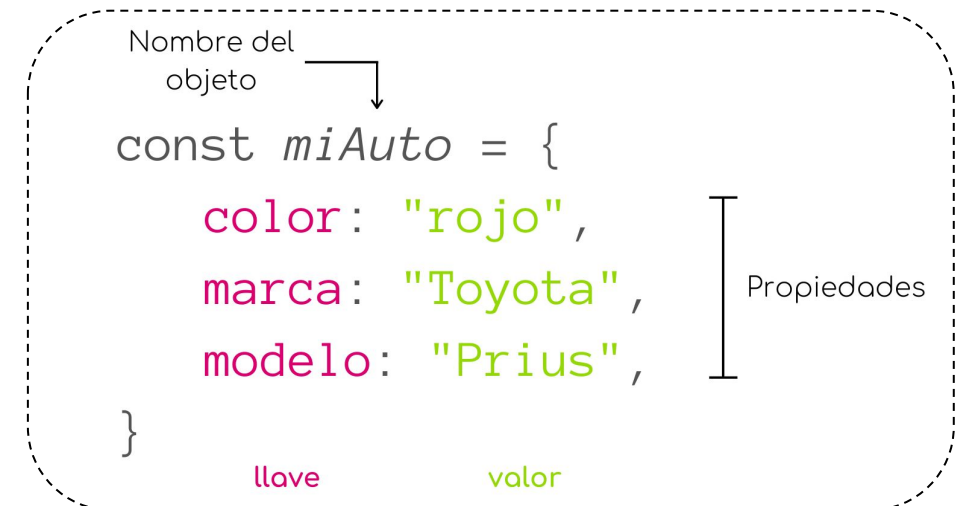 Nombre del
objeto
const miAuto = {
color: "rojo",
marca: "Toyota",
modelo: "Prius",
Propiedades
}
llave valor